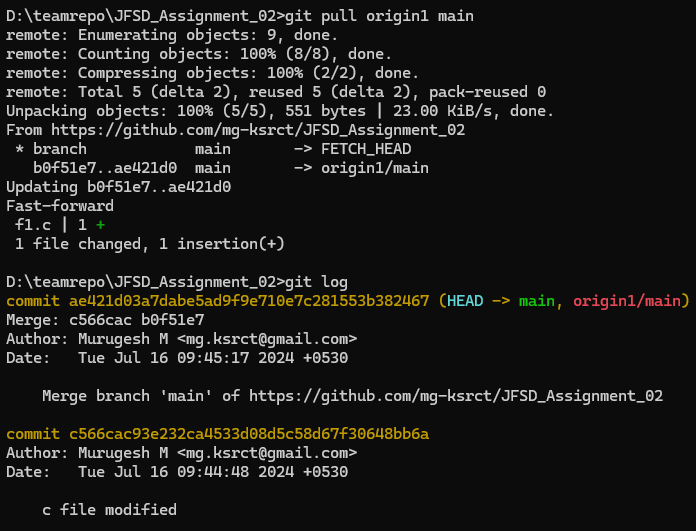 D:\teamrepo\JFSD_Assignment_02>git pull origin1 main
remote: Enumerating objects: 9, done.
remote: Counting objects: 100% (8/8), done.
remote: Compressing objects: 100% (2/2), done.
remote: Total 5 (delta 2), reused 5 (delta 2), pack-reused 0
Unpacking objects: 100% (5/5), 551 bytes | 23.00 KiB/s, done.
From https://github.com/mg-ksrct/JFSD_Assignment_02
 * branch            main       -> FETCH_HEAD
   b0f51e7..ae421d0  main       -> origin1/main
Updating b0f51e7..ae421d0
Fast-forward
 f1.c | 1 +
 1 file changed, 1 insertion(+)

D:\teamrepo\JFSD_Assignment_02>git log
commit ae421d03a7dabe5ad9f9e710e7c281553b382467 (HEAD -> main, origin1/main)
Merge: c566cac b0f51e7
Author: Murugesh M <mg.ksrct@gmail.com>
Date:   Tue Jul 16 09:45:17 2024 +0530

    Merge branch 'main' of https://github.com/mg-ksrct/JFSD_Assignment_02

commit c566cac93e232ca4533d08d5c58d67f30648bb6a
Author: Murugesh M <mg.ksrct@gmail.com>
Date:   Tue Jul 16 09:44:48 2024 +0530

    c file modified